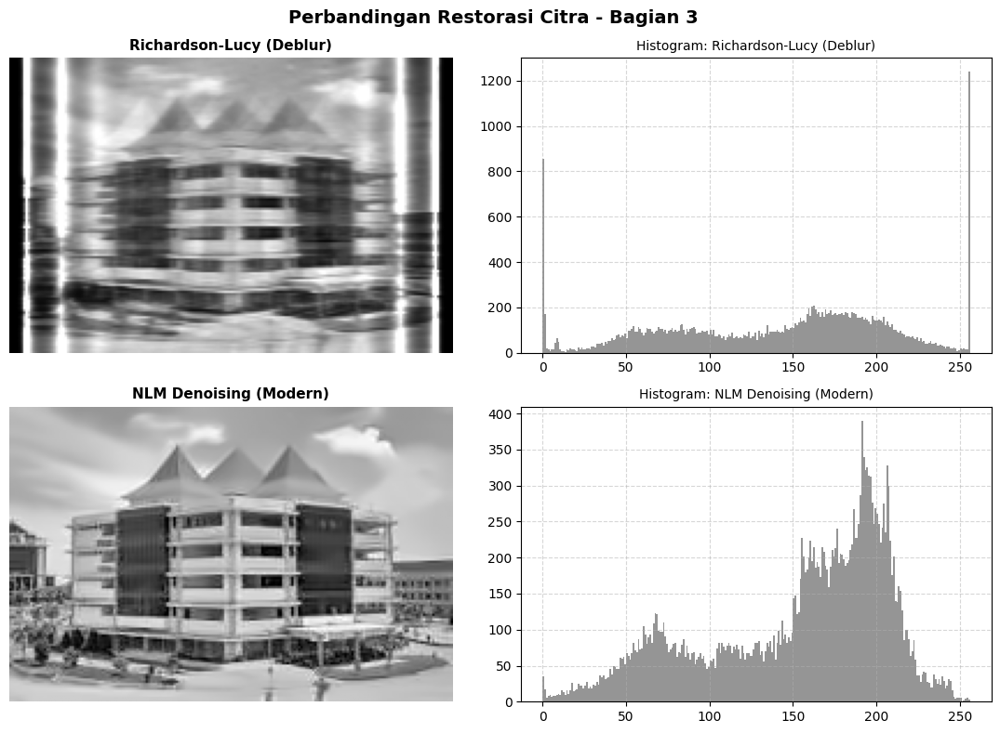 Perbandingan Restorasi Citra - Bagian 3
Richardson-Lucy (Deblur)
Histogram: Richardson-Lucy (Deblur)
1200
1000
800
600
400
200
0
0 50 100 150 200 250
NLM Denoising (Modern)
Histogram: NLM Denoising (Modern)
400
350
300
250
200
150
100
50
0
0 50 100 150 200 250